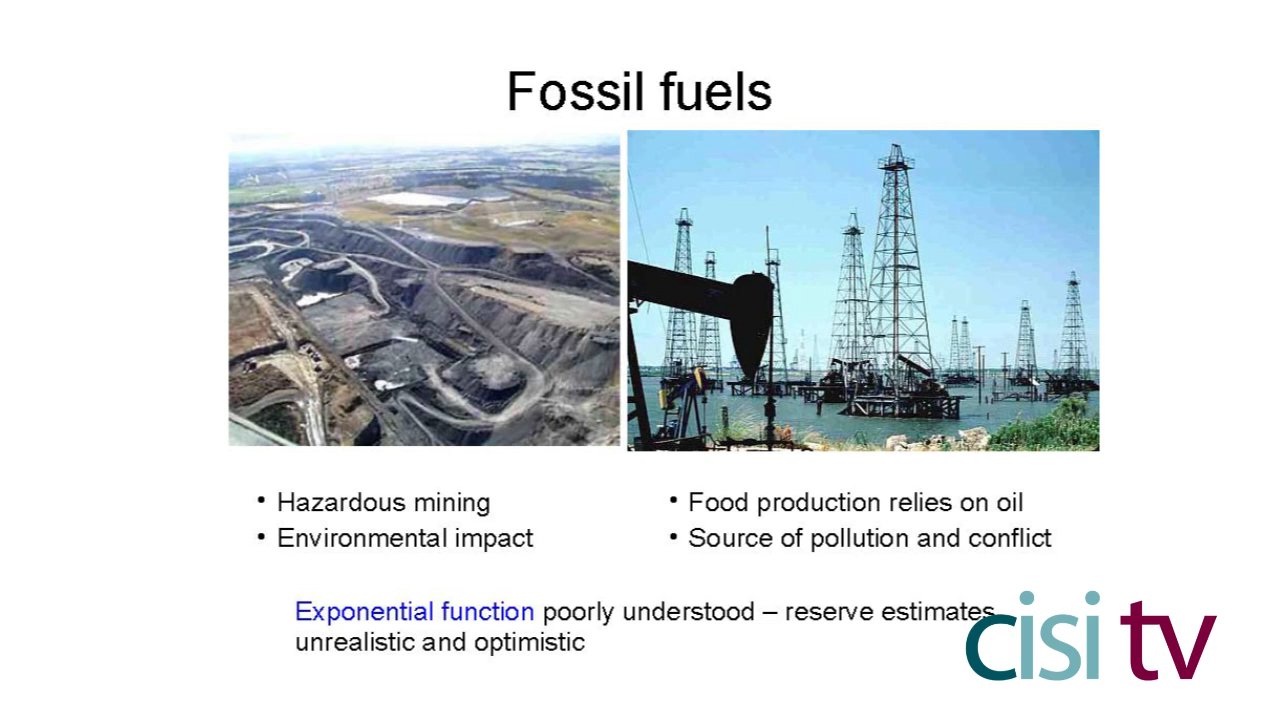 Fossil fuels
• Hazardous mining
• Environmental impact
• Food production relies on oil
• Source of pollution and conflict
Exponential function poorly understood – reserve estimates
unrealistic and optimistic
cisi tv